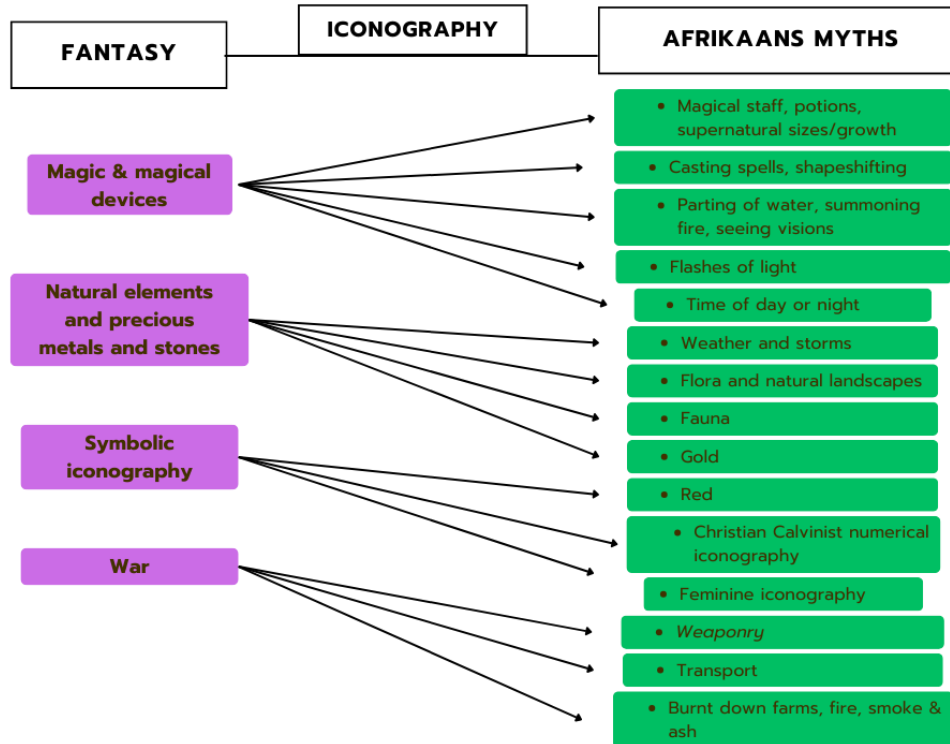 ICONOGRAPHY
FANTASY
AFRIKAANS MYTHS
Magic & magical
devices
Natural elements
and precious
metals and stones
Symbolic
iconography
War
• Magical staff, potions,
supernatural sizes/growth
• Casting spells, shapeshifting
• Parting of water, summoning
fire, seeing visions
• Flashes of light
• Time of day or night
• Weather and storms
• Flora and natural landscapes
• Fauna
• Gold
• Red
• Christian Calvinist numerical
iconography
• Feminine iconography
• Weaponry
• Transport
• Burnt down farms, fire, smoke &
ash